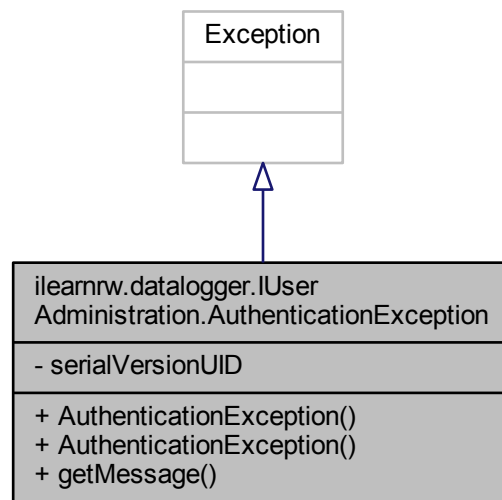 Exception
ilearnrw.datalogger.IUser
Administration.AuthenticationException
- serialVersionUID
+ AuthenticationException()
+ AuthenticationException()
+ getMessage()